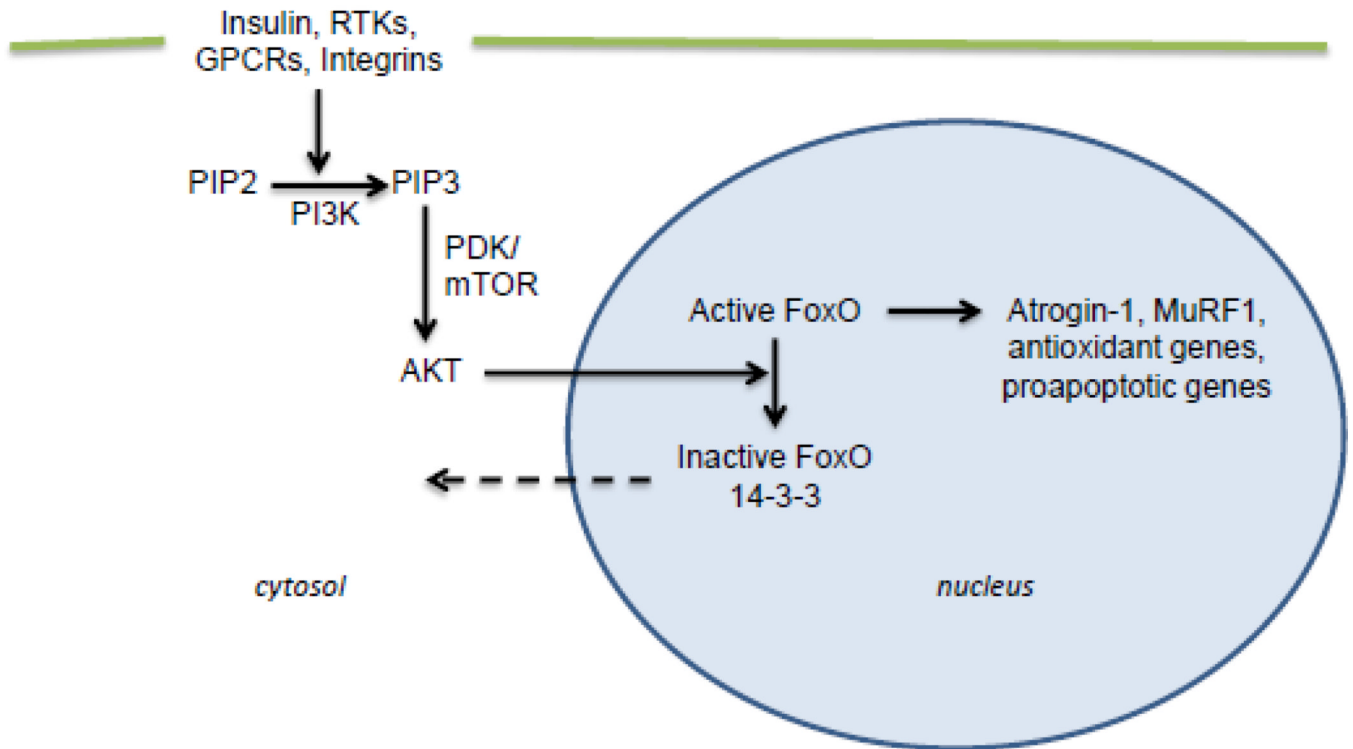 Insulin, RTKs,
GPCRs, Integrins
PIP2
PIP3
PI3K
PDK/
mTOR
AKT
Active FoxO
Atrogin-1, MuRF1,
antioxidant genes,
proapoptotic genes
Inactive FoxO
14-3-3
cytosol
nucleus